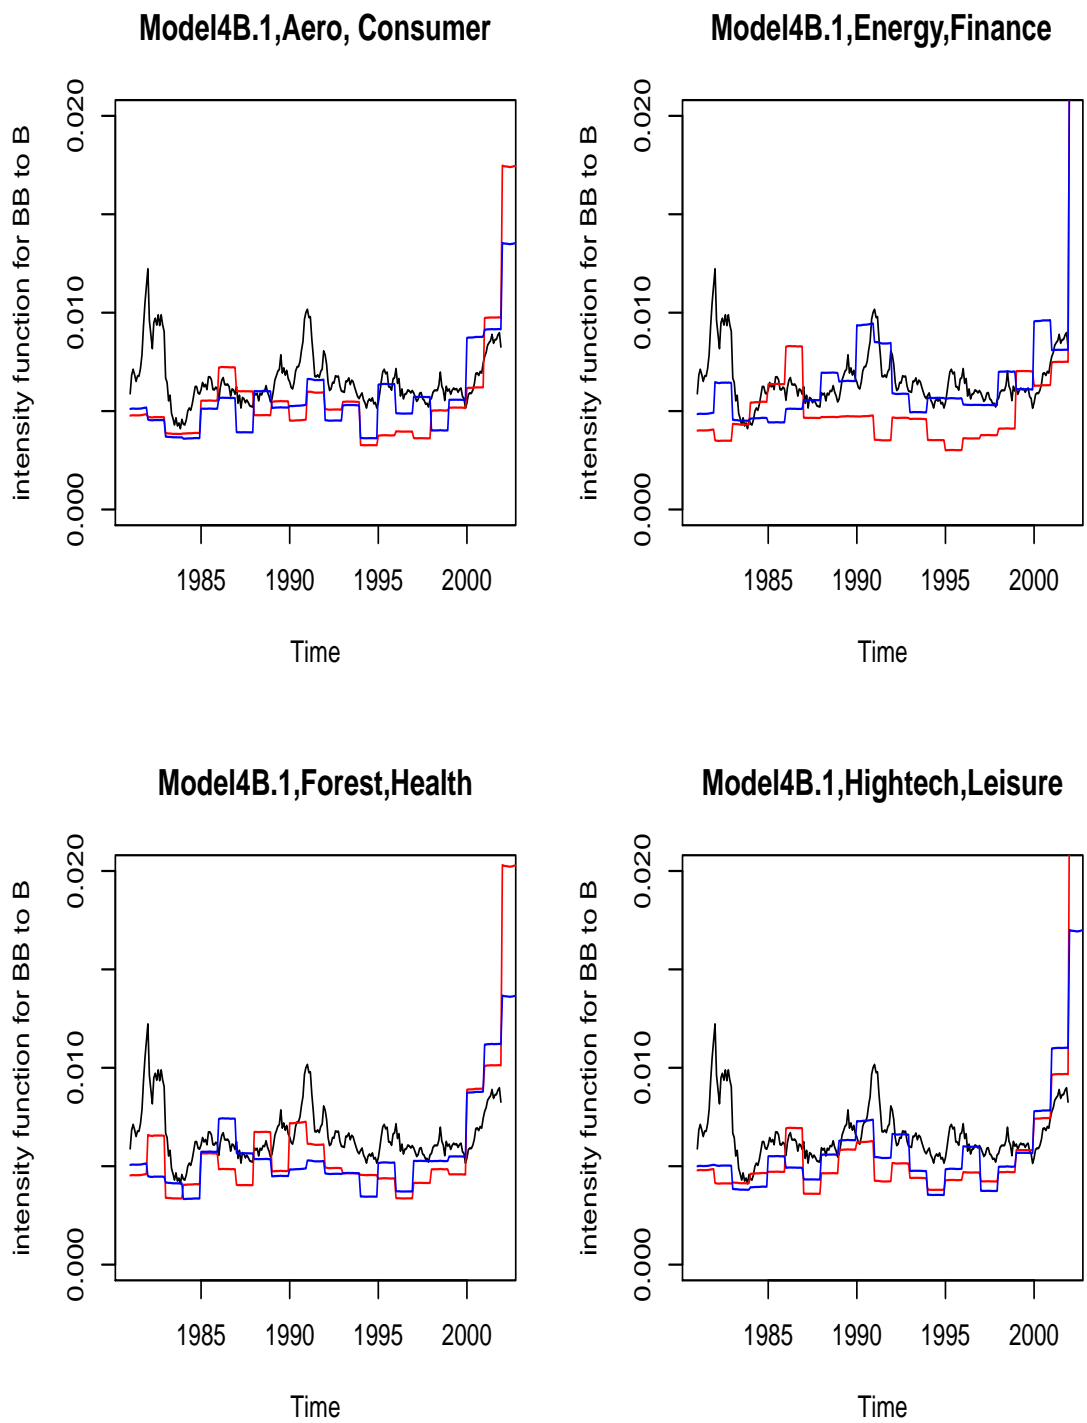 Model4B.1,Aero, Consumer
intensity function for BB to B
0.020
0.010
0.000
1985 1990 1995 2000
Time
Model4B.1,Energy,Finance
intensity function for BB to B
0.020
0.010
0.000
1985 1990 1995 2000
Time
Model4B.1,Forest,Health
intensity function for BB to B
0.020
0.010
0.000
1985 1990 1995 2000
Time
Model4B.1,Hightech,Leisure
intensity function for BB to B
0.020
0.010
0.000
1985 1990 1995 2000
Time